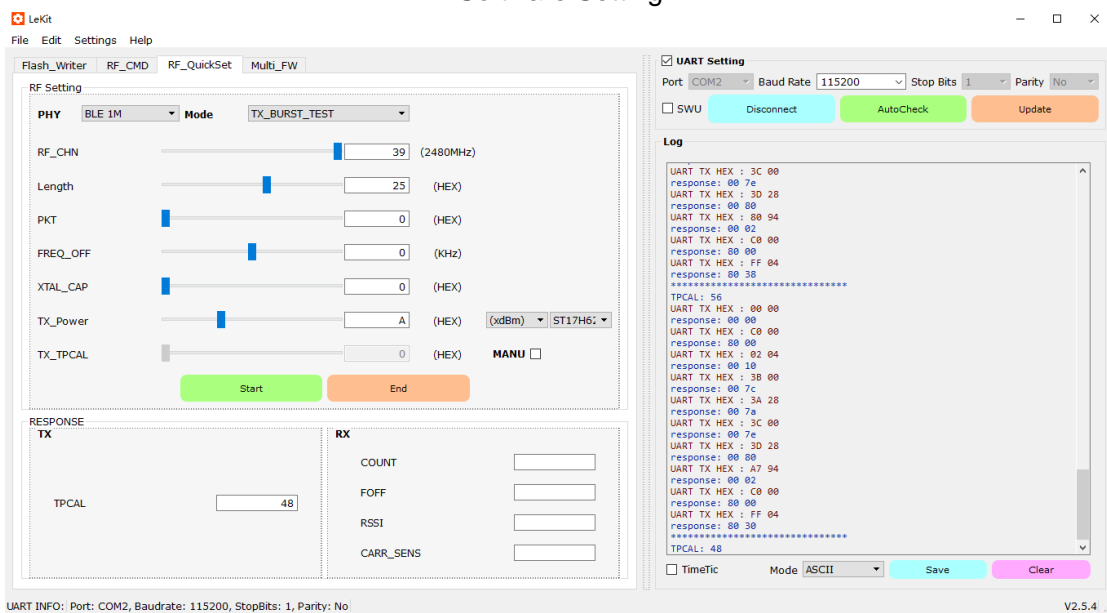 LeKit
File Edit Settings Help
Flash_Writer RF_CMD RF_QuickSet Multi_FW
RF Setting
PHY BLE 1M Mode TX_BURST_TEST
RF_CHN 39 (2480MHz)
Length 25 (HEX)
PKT 0 (HEX)
FREQ_OFF 0 (KHz)
XTAL_CAP 0 (HEX)
TX_Power A (HEX) (xdBm)
TX_TPCAL 0 (HEX) MANU
Start End
RESPONSE
TX
TPCAL 48
RX
COUNT
FOFF
RSSI
CARR_SENS
UART Setting
Port COM2 Baud Rate 115200 Stop Bits 1 Parity No
SWU Disconnect AutoCheck Update
Log
UART TX HEX : 3C 00
response: 00 7e
UART TX HEX : 3D 28
response: 00 80
UART TX HEX : 80 94
response: 00 02
UART TX HEX : C0 00
response: 80 00
UART TX HEX : FF 04
response: 80 38
*******************************
TPCAL: 56
UART TX HEX : 00 00
response: 00 00
UART TX HEX : C0 00
response: 80 00
UART TX HEX : 02 04
response: 00 10
UART TX HEX : 3B 00
response: 00 7c
UART TX HEX : 3A 28
response: 00 7a
UART TX HEX : 3C 00
response: 00 7e
UART TX HEX : 3D 28
response: 00 80
UART TX HEX : A7 94
response: 00 02
UART TX HEX : C0 00
response: 80 00
UART TX HEX : FF 04
response: 80 30
*******************************
TPCAL: 48
TimeTic Mode ASCII Save Clear
UART INFO: Port: COM2, Baudrate: 115200, StopBits: 1, Parity: No V2.5.4